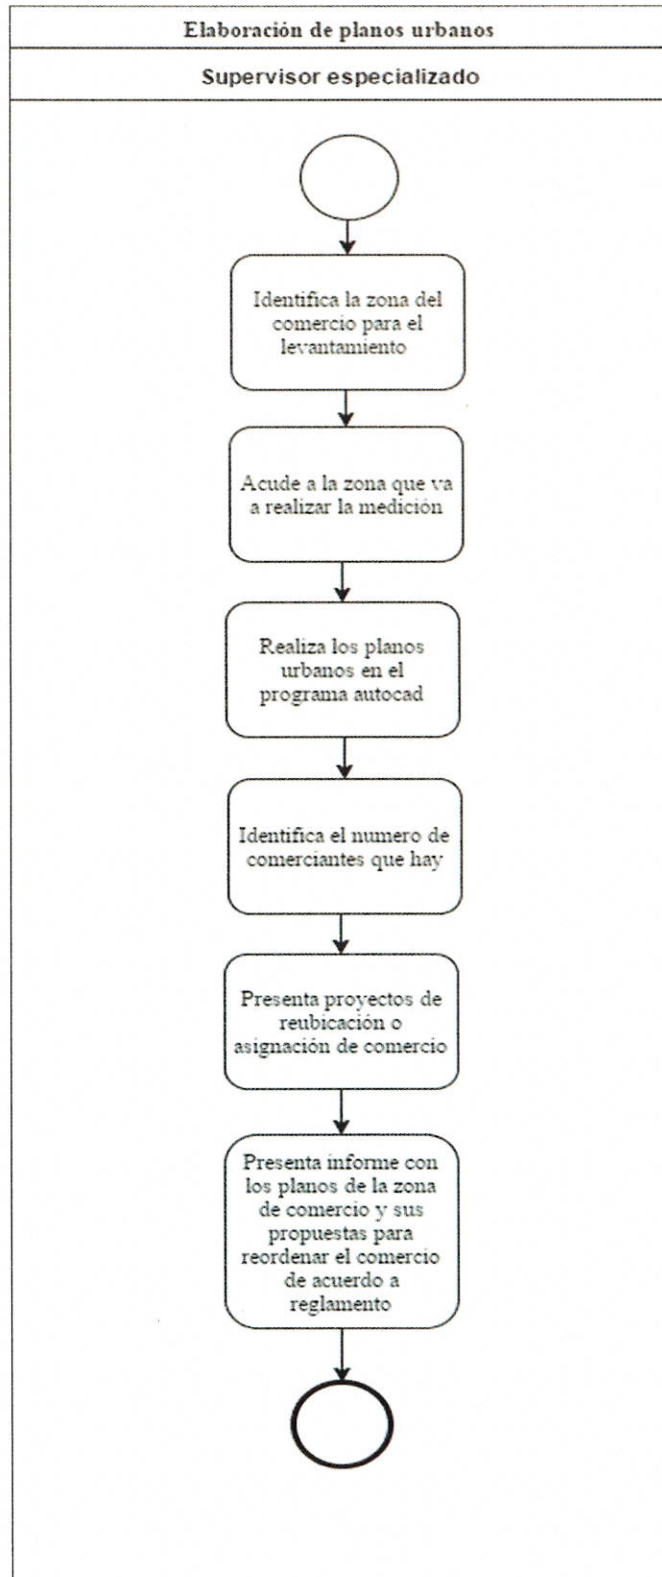 Elaboración de planos urbanos
Supervisor especializado
Identifica la zona del
comercio para el
levantamiento
Acude a la zona que va
a realizar la medición
Realiza los planos
urbanos en el
programa autocad
Identifica el numero de
comerciantes que hay
Presenta proyectos de
reubicación o
asignación de comercio
Presenta informe con
los planos de la zona
de comercio y sus
propuestas para
reordenar el comercio
de acuerdo a
reglamento